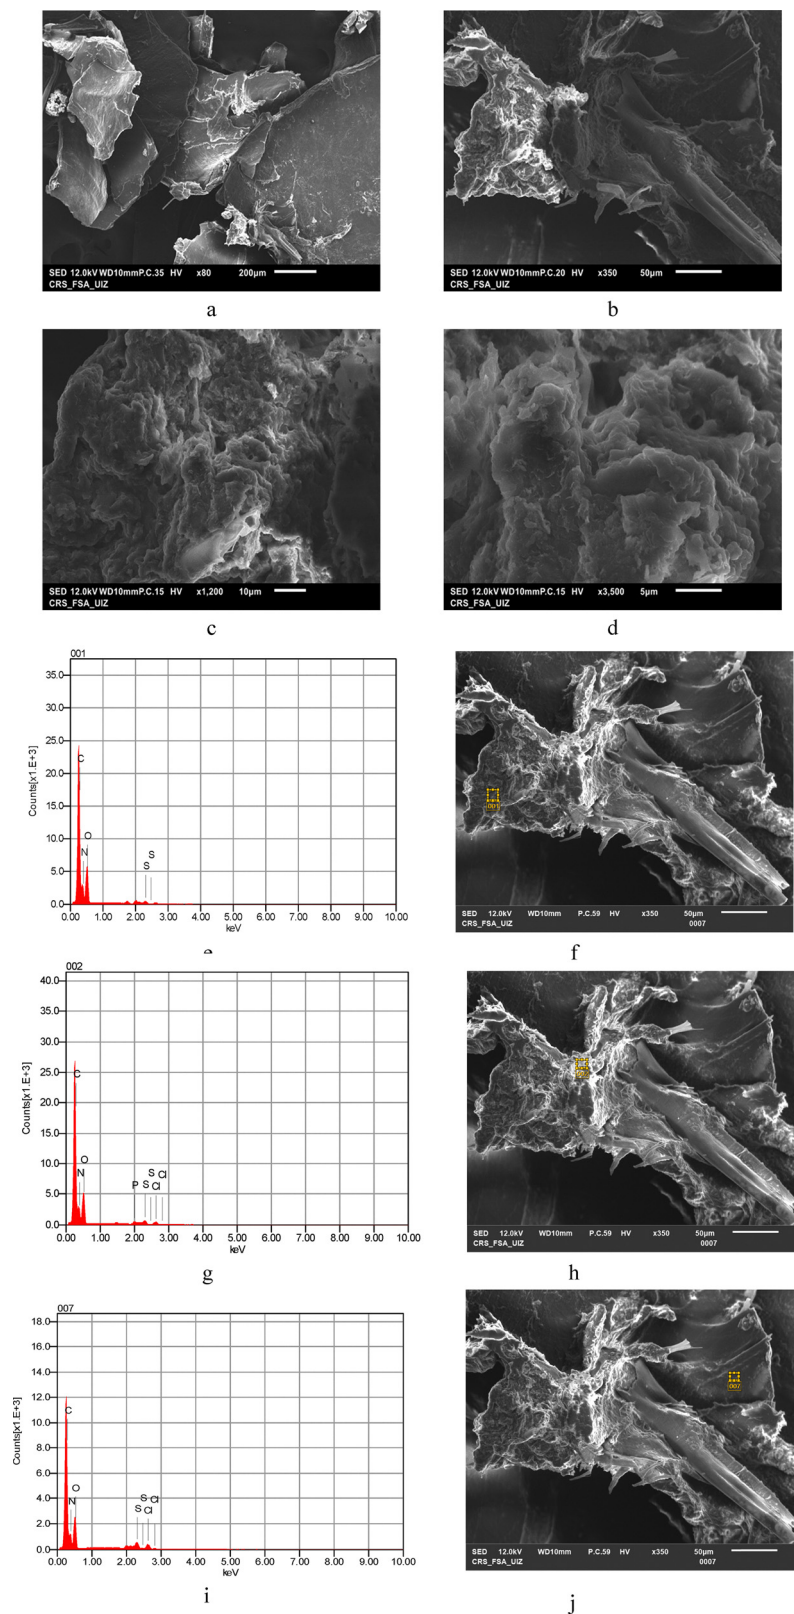 SED 12.0kV WD10mmP.C.35 HV x80 200µm
CRS_FSA_UIZ
SED 12.0kV WD10mmP.C.20 HV x350 50µm
CRS_FSA_UIZ
a
b
SED 12.0kV WD10mmP.C.15 HV x1,200 10µm
CRS_FSA_UIZ
SED 12.0kV WD10mmP.C.15 HV x3,500 5µm
CRS_FSA_UIZ
c
d
001
Counts[x1.E+3]
35.0
30.0
25.0
20.0
15.0
10.0
5.0
0.0
C
O
N
S
S
0.00 1.00 2.00 3.00 4.00 5.00 6.00 7.00 8.00 9.00 10.00
keV
001
SED 12.0kV WD10mm P.C.59 HV x350 50µm
CRS_FSA_UIZ 0007
f
002
Counts[x1.E+3]
40.0
35.0
30.0
25.0
20.0
15.0
10.0
5.0
0.0
C
O
N
S Cl
P S Cl
0.00 1.00 2.00 3.00 4.00 5.00 6.00 7.00 8.00 9.00 10.00
keV
SED 12.0kV WD10mm P.C.59 HV x350 50µm
CRS_FSA_UIZ 0007
g
h
007
Counts[x1.E+3]
18.0
16.0
14.0
12.0
10.0
8.0
6.0
4.0
2.0
0.0
C
O
N
S Cl
S Cl
0.00 1.00 2.00 3.00 4.00 5.00 6.00 7.00 8.00 9.00 10.00
keV
007
SED 12.0kV WD10mm P.C.59 HV x350 50µm
CRS_FSA_UIZ 0007
i
j